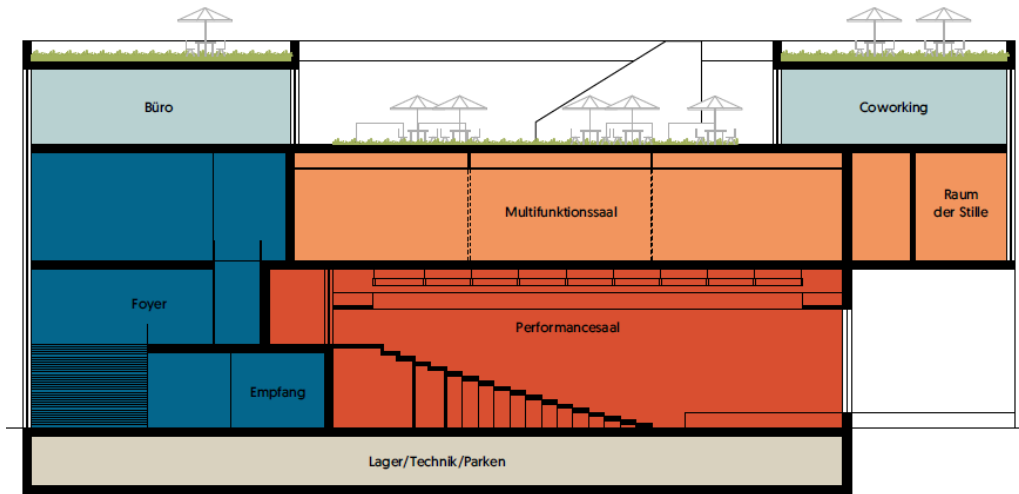 Büro
Coworking
Multifunktionssaal
Raum
der Stille
Foyer
Performancesaal
Empfang
Lager/Technik/Parken